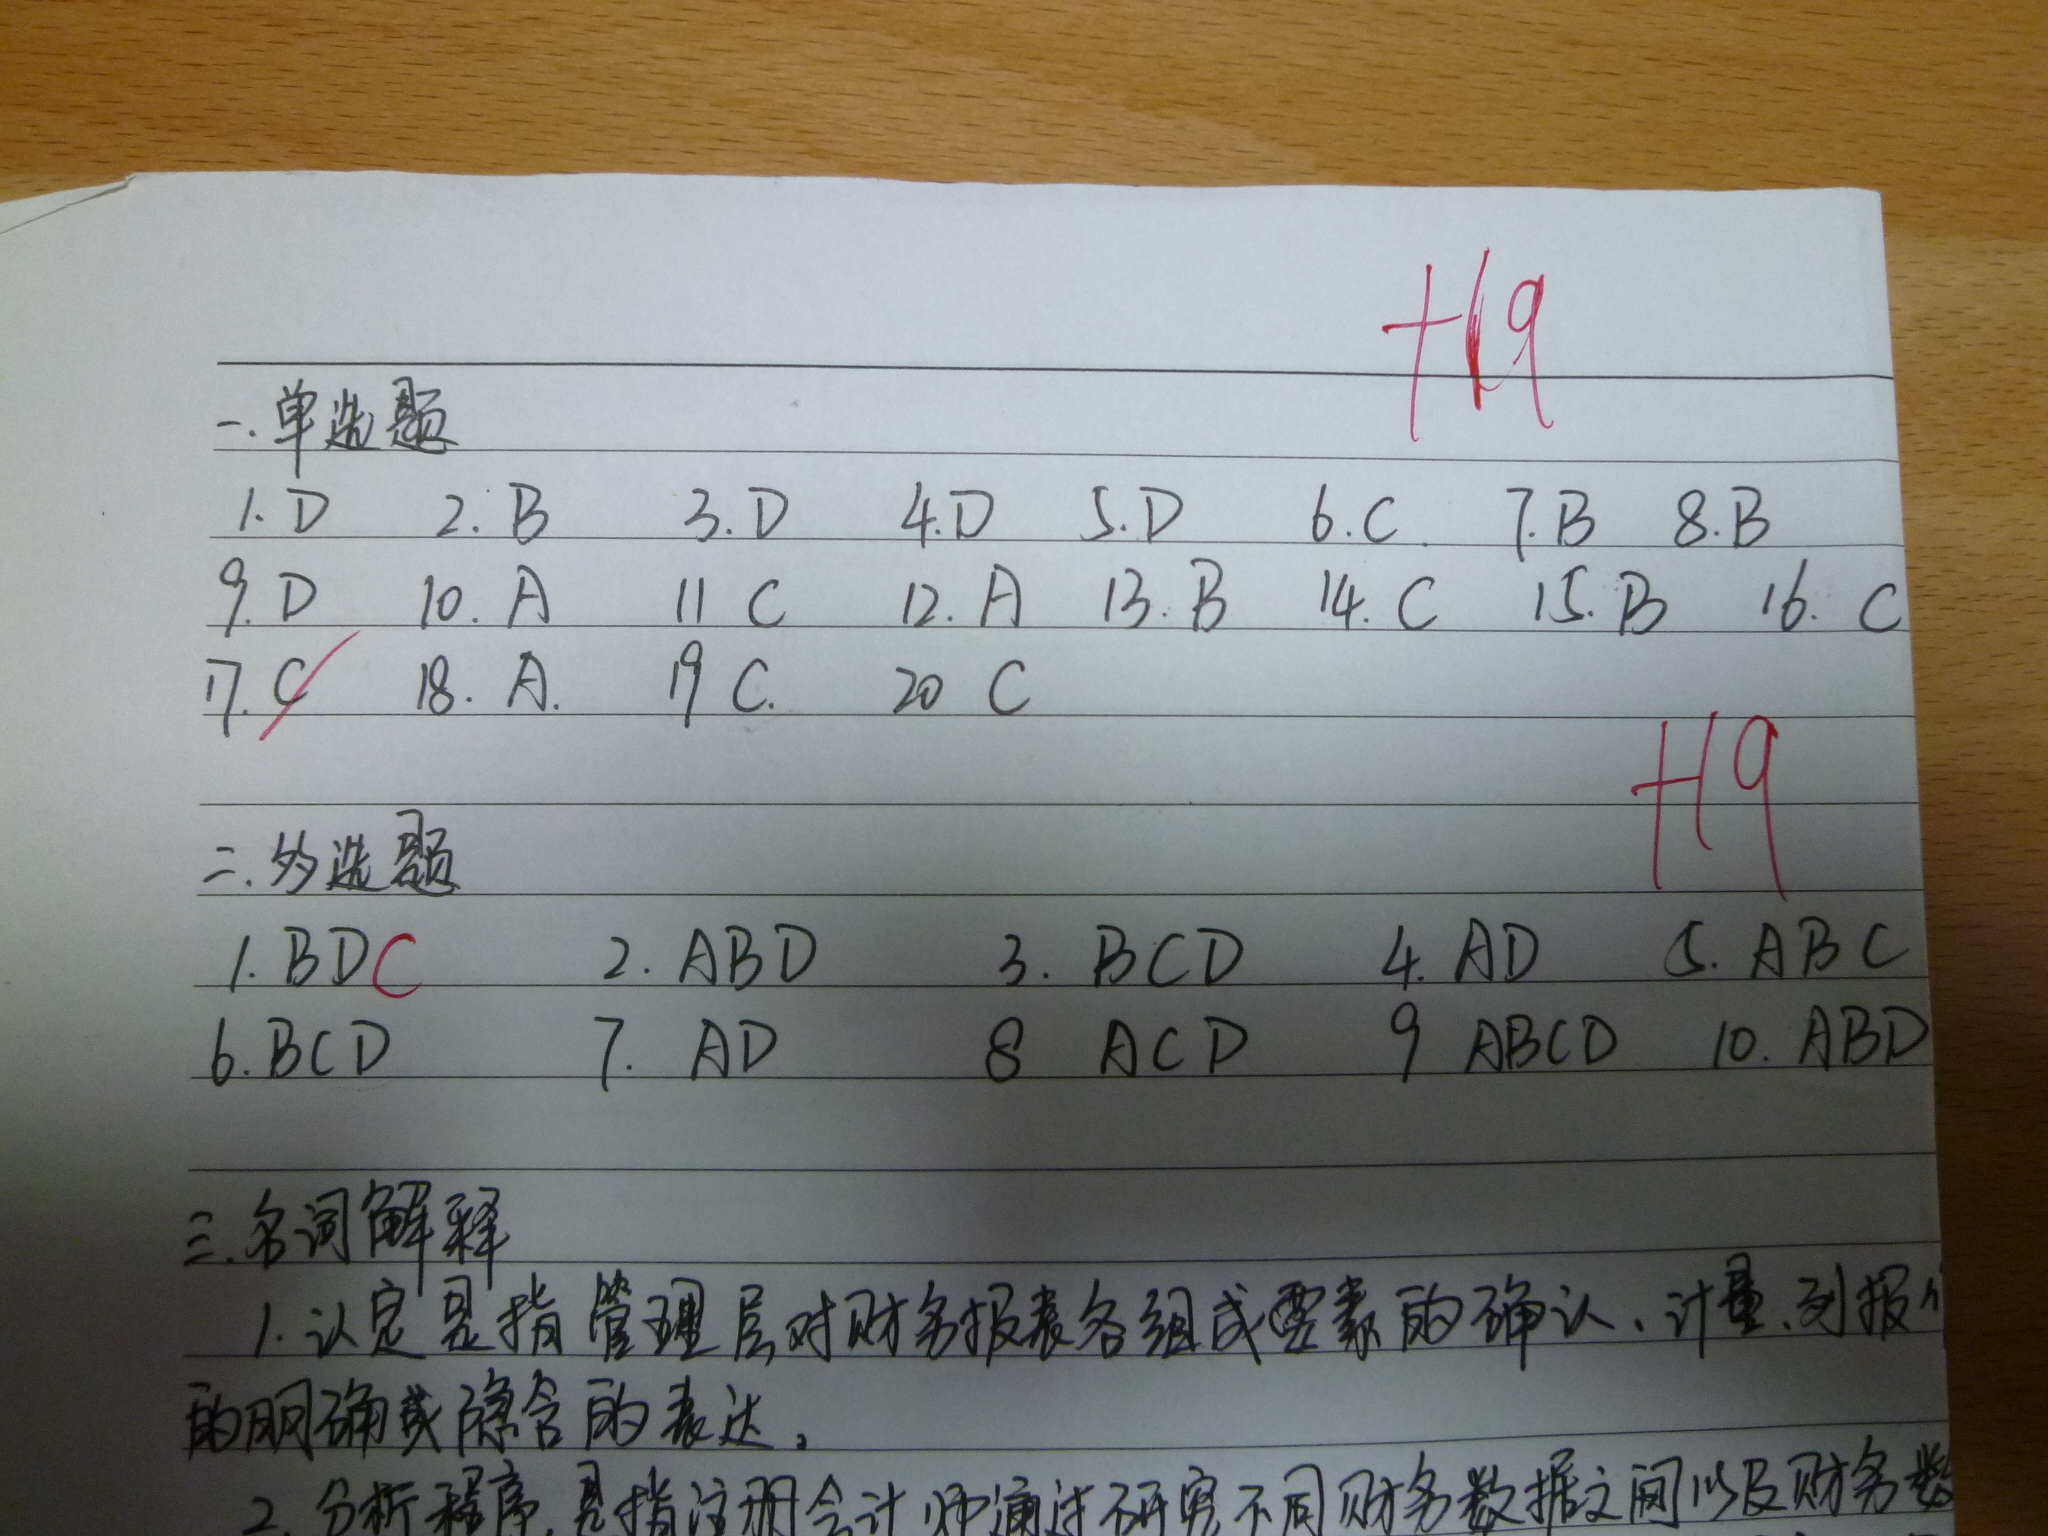 +19
一.单选题
1.D 2.B 3.D 4.D 5.D 6.C 7.B 8.B
9.D 10.A 11 C 12.A 13.B 14.C 15.B 16.C
17.C 18.A. 19 C. 20 C
+19
二.多选题
1.BDC 2.ABD 3.BCD 4.AD 5.ABC
6.BCD 7.AD 8 ACD 9 ABCD 10.ABD
三.名词解释
1.认定是指管理层对财务报表各组成要素的确认、计量、列报
的明确或隐含的表达。
2.分析程序,是指注册会计师通过研究不同财务数据之间以及财务数